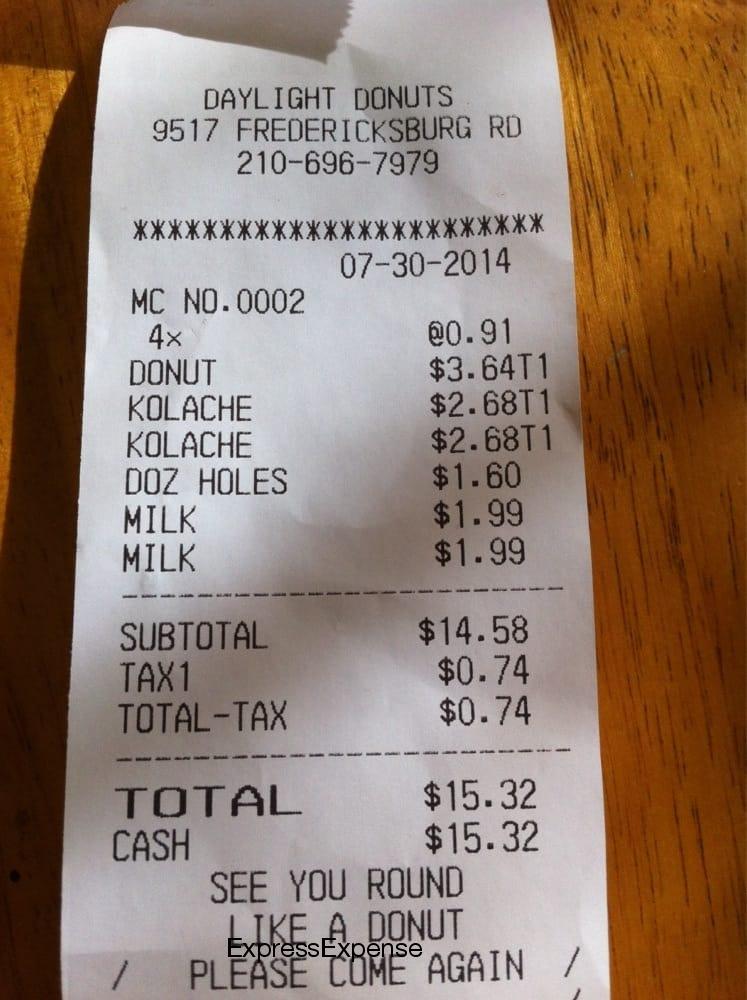 DAYLIGHT DONUTS
9517 FREDERICKSBURG RD
210-696-7979
************************
07-30-2014
MC NO.0002
4x @0.91
DONUT $3.64T1
KOLACHE $2.68T1
KOLACHE $2.68T1
DOZ HOLES $1.60
MILK $1.99
MILK $1.99
SUBTOTAL $14.58
TAX1 $0.74
TOTAL-TAX $0.74
TOTAL $15.32
CASH $15.32
SEE YOU ROUND
LIKE A DONUT
ExpressExpense
/ PLEASE COME AGAIN /